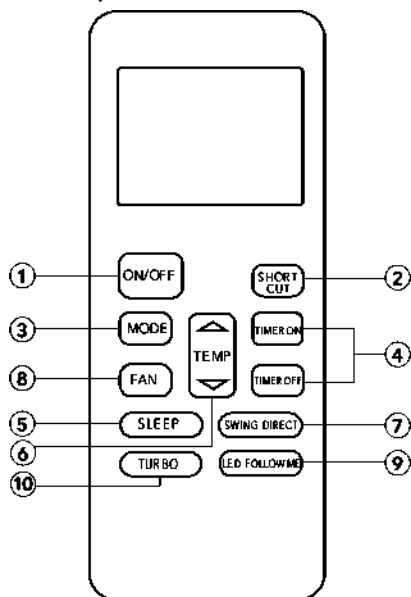 ① ON/OFF SHORT CUT ②
③ MODE TEMP TIMER ON
④
⑧ FAN TIMER OFF
⑤ SLEEP SWING DIRECT ⑦
⑥
TURBO LED FOLLOW ME ⑨
⑩